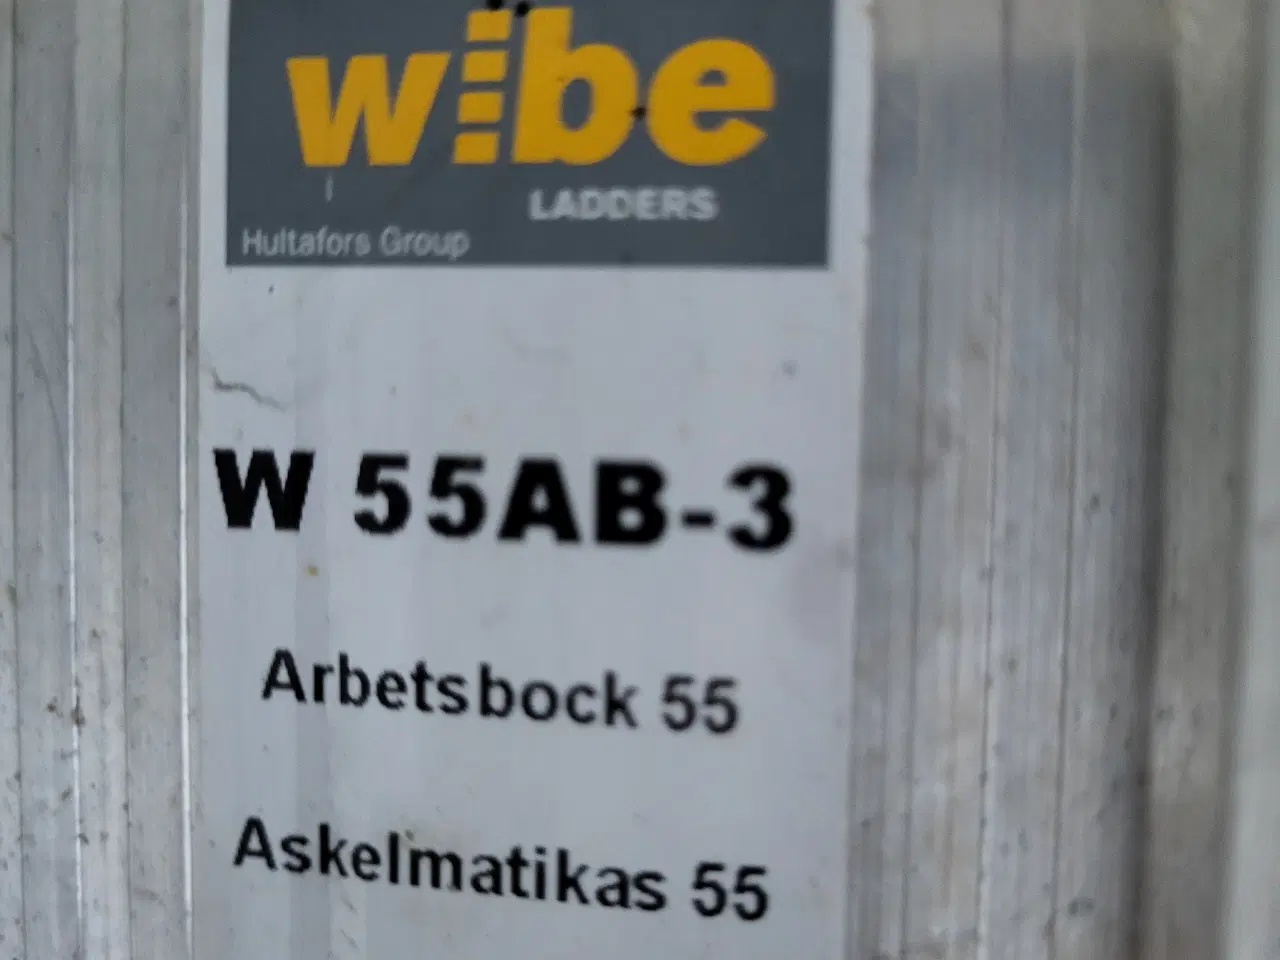 wibe
LADDERS
Hultafors Group
W 55AB-3
Arbetsbock 55
Askelmatikas 55